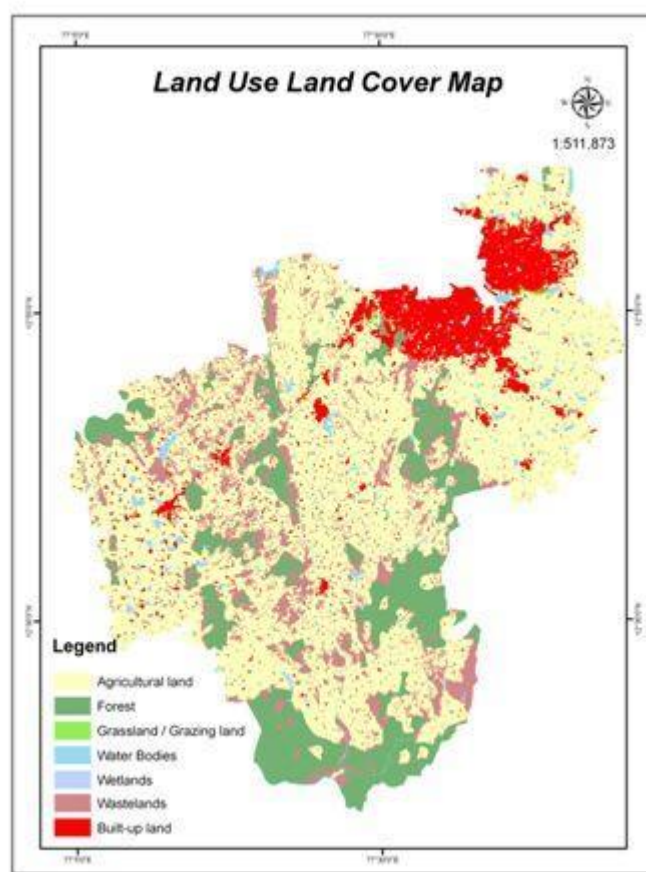 Land Use Land Cover Map
N
1:511,873
Legend
Agricultural land
Forest
Grassland / Grazing land
Water Bodies
Wetlands
Wastelands
Built-up land